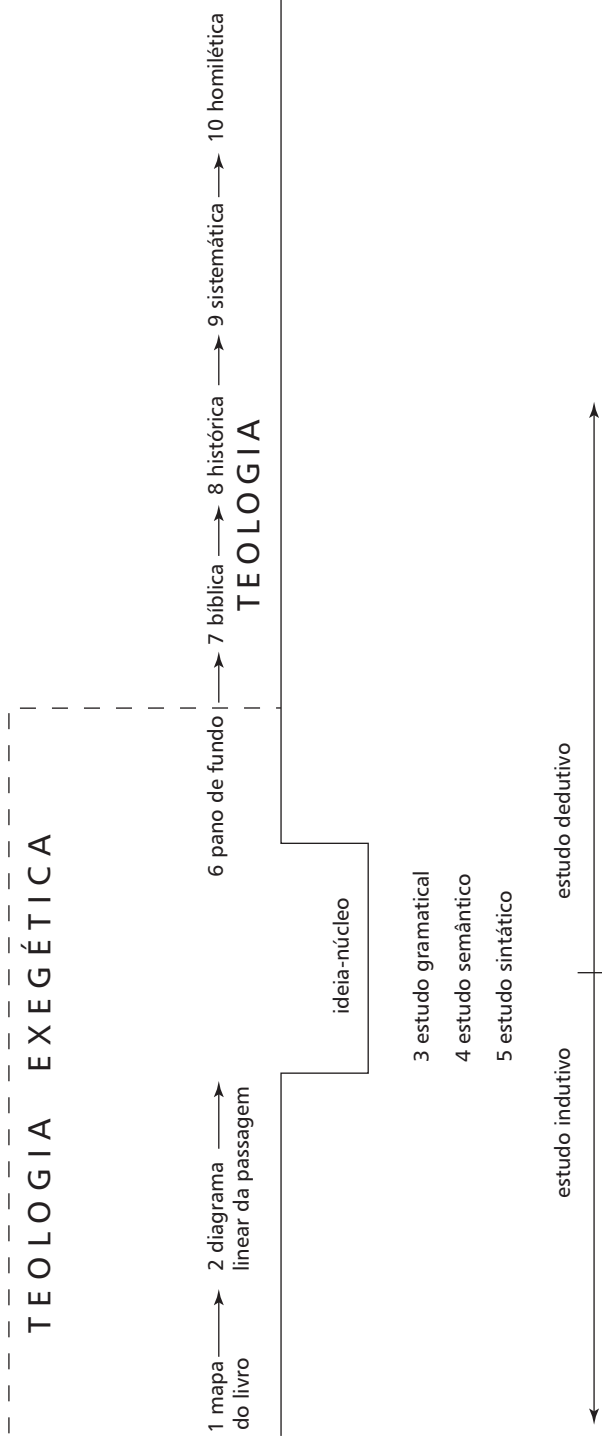 TEOLOGIA EXEGÉTICA
1 mapa
do livro
2 diagrama
linear da passagem
6 pano de fundo
7 bíblica
8 histórica
9 sistemática
10 homilética
TEOLOGIA
ideia-núcleo
3 estudo gramatical
4 estudo semântico
5 estudo sintático
estudo indutivo
estudo dedutivo